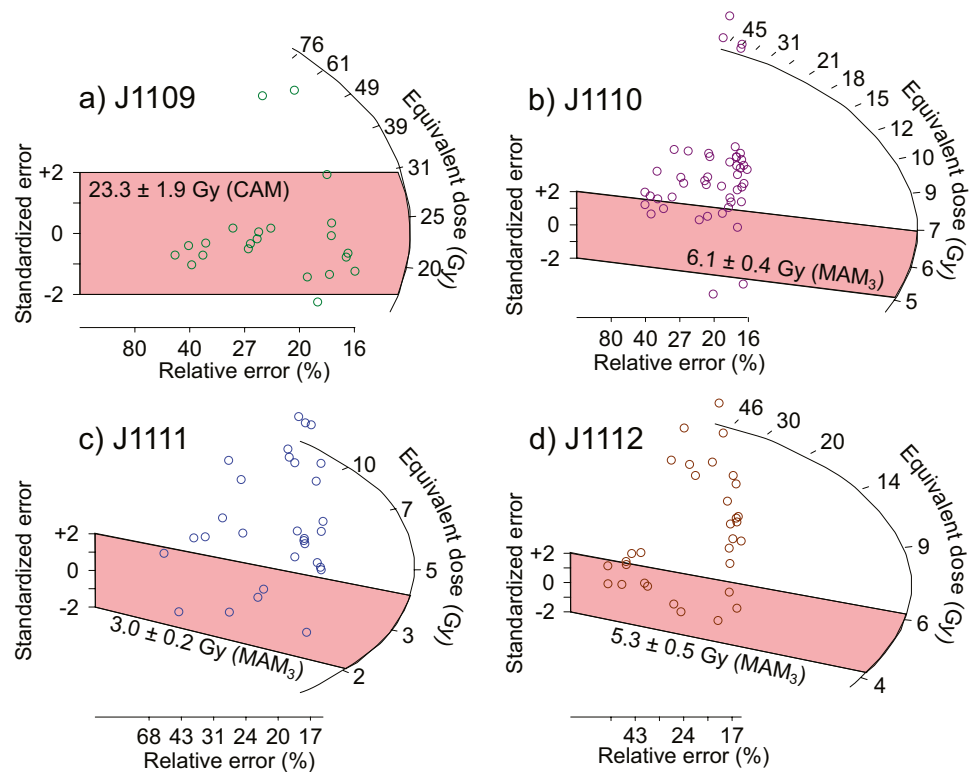 a) J1109
Standardized error
+2
0
-2
23.3 ± 1.9 Gy (CAM)
76
61
49
39
31
25
20
Equivalent dose (Gy)
80 40 27 20 16
Relative error (%)
b) J1110
Standardized error
+2
0
-2
6.1 ± 0.4 Gy (MAM₃)
45
31
21
18
15
12
10
9
7
6
5
Equivalent dose (Gy)
80 40 27 20 16
Relative error (%)
c) J1111
Standardized error
+2
0
-2
3.0 ± 0.2 Gy (MAM₃)
10
7
5
3
2
Equivalent dose (Gy)
68 43 31 24 20 17
Relative error (%)
d) J1112
Standardized error
+2
0
-2
5.3 ± 0.5 Gy (MAM₃)
46
30
20
14
9
6
4
Equivalent dose (Gy)
43 24 17
Relative error (%)